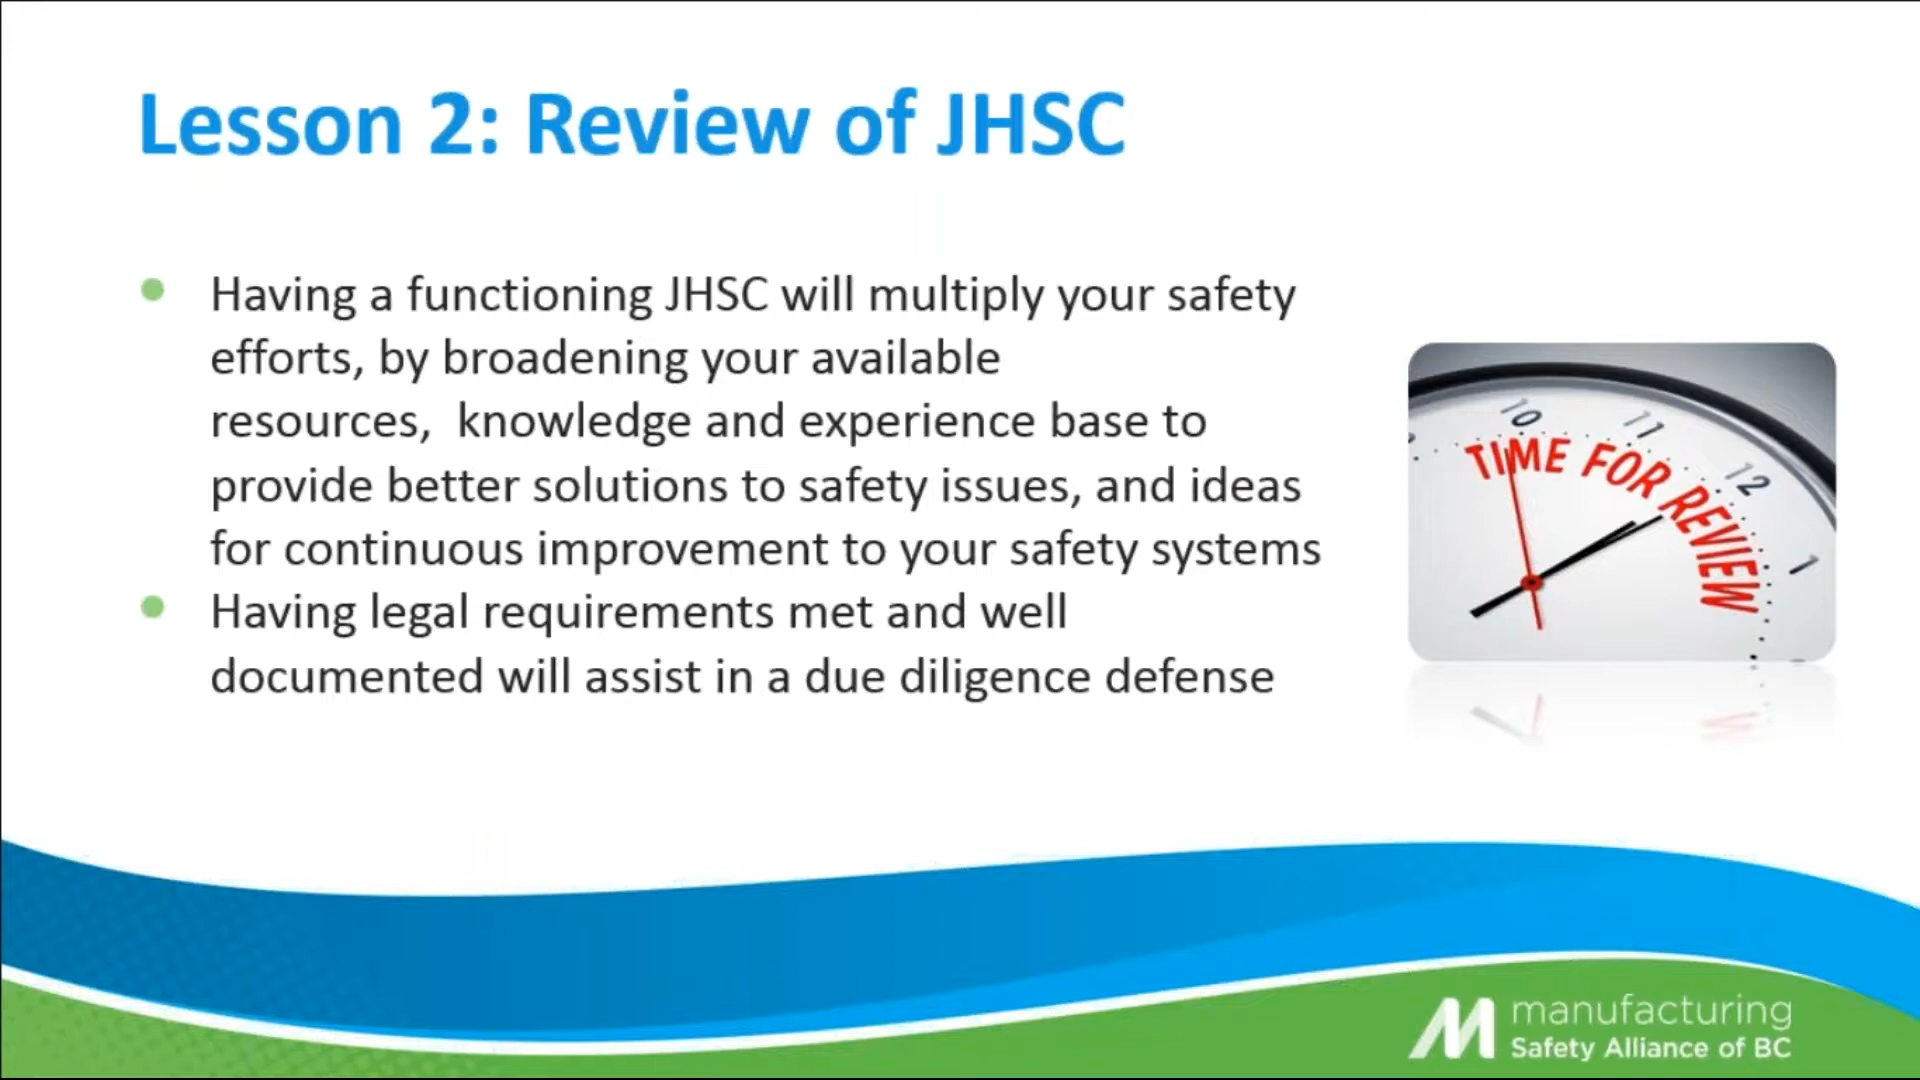 Lesson 2: Review of JHSC
Having a functioning JHSC will multiply your safety
efforts, by broadening your available
resources,  knowledge and experience base to
provide better solutions to safety issues, and ideas
for continuous improvement to your safety systems
Having legal requirements met and well
documented will assist in a due diligence defense
10
11
12
1
TIME FOR REVIEW
manufacturing
Safety Alliance of BC